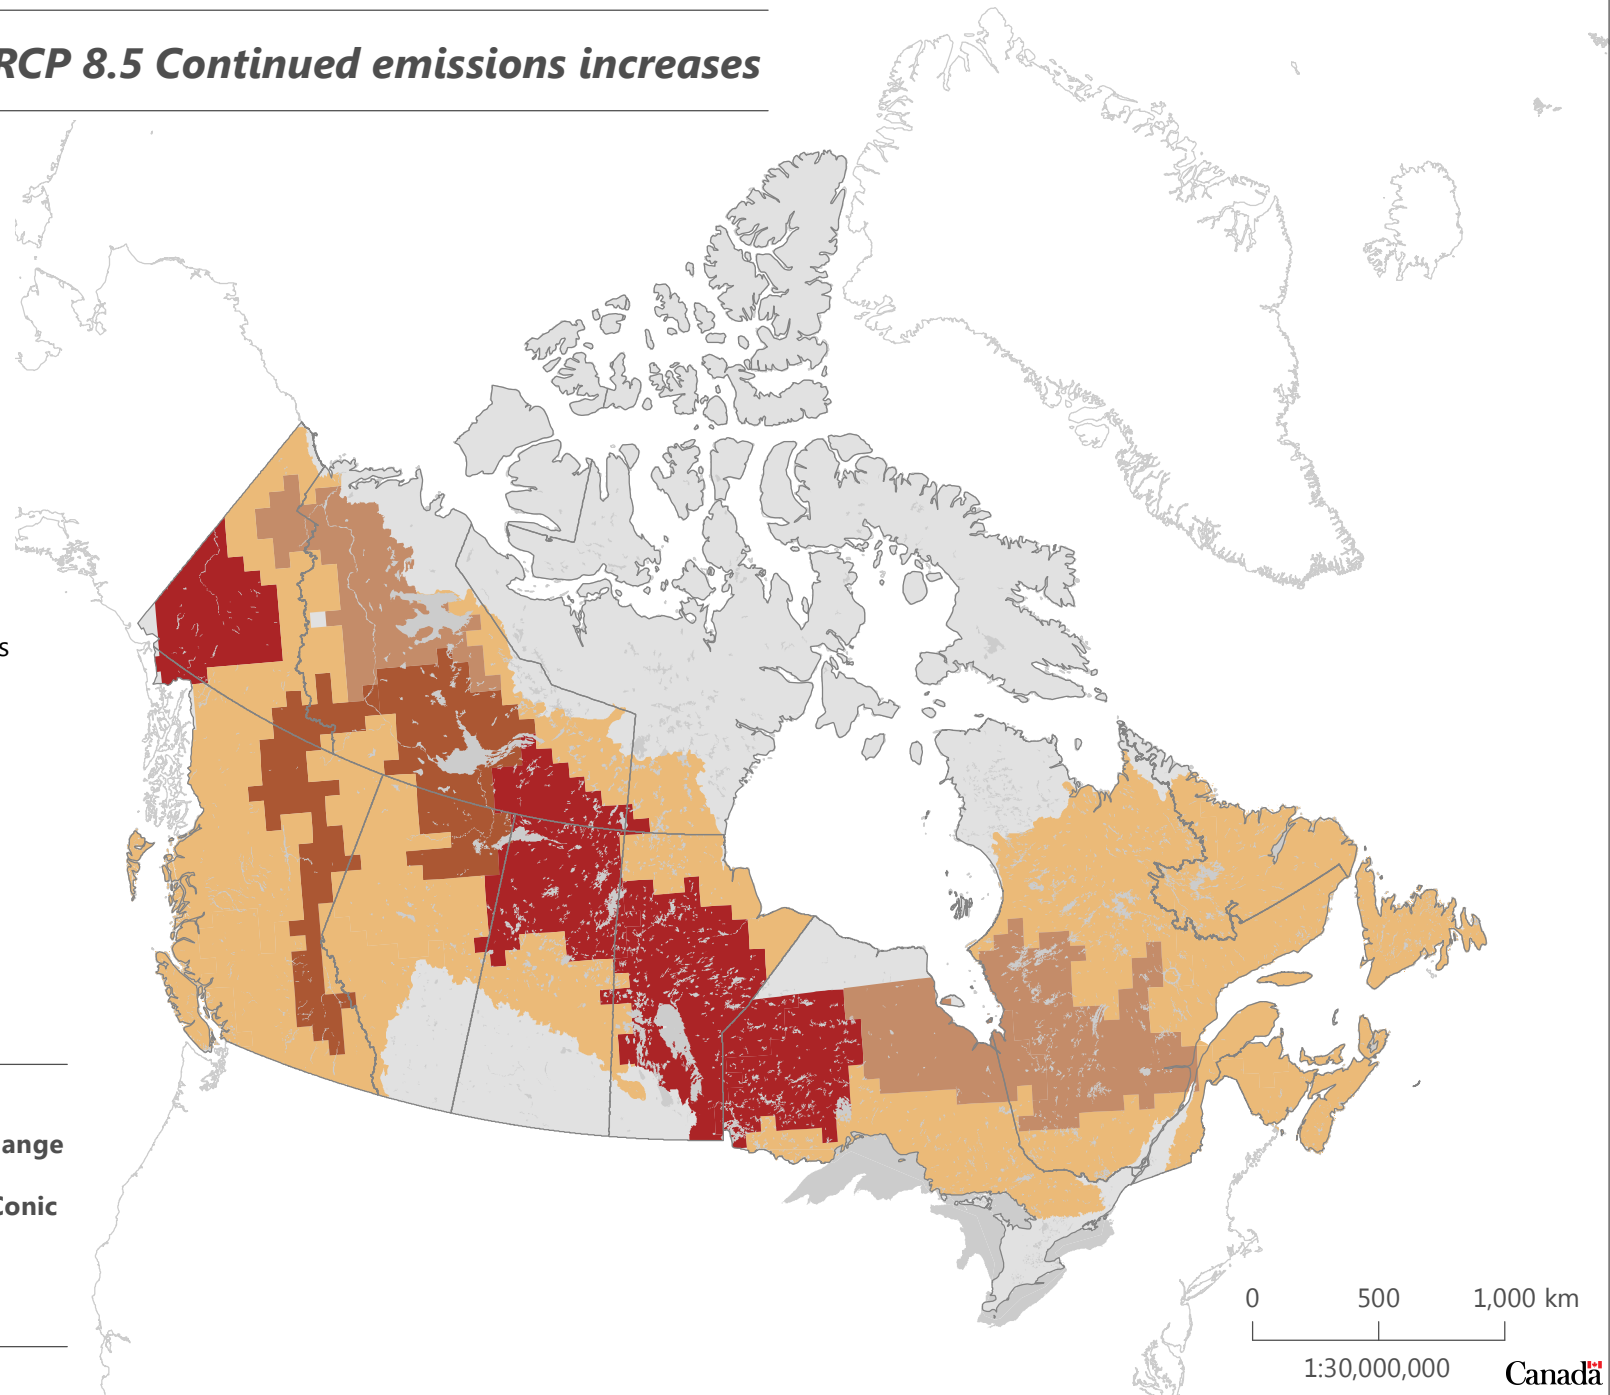 RCP 8.5 Continued emissions increases
s
ange
Conic
0 500 1,000 km
1:30,000,000
Canada